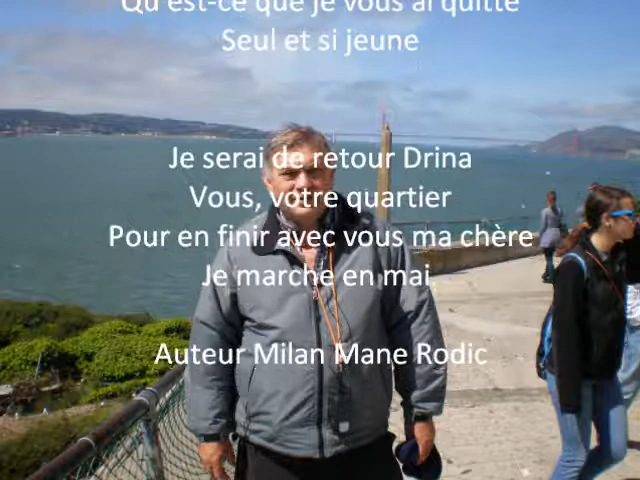 Qu'est-ce que je vous ai quitté
Seul et si jeune
Je serai de retour Drina
Vous, votre quartier
Pour en finir avec vous ma chère
Je marche en mai
Auteur Milan Mane Rodic